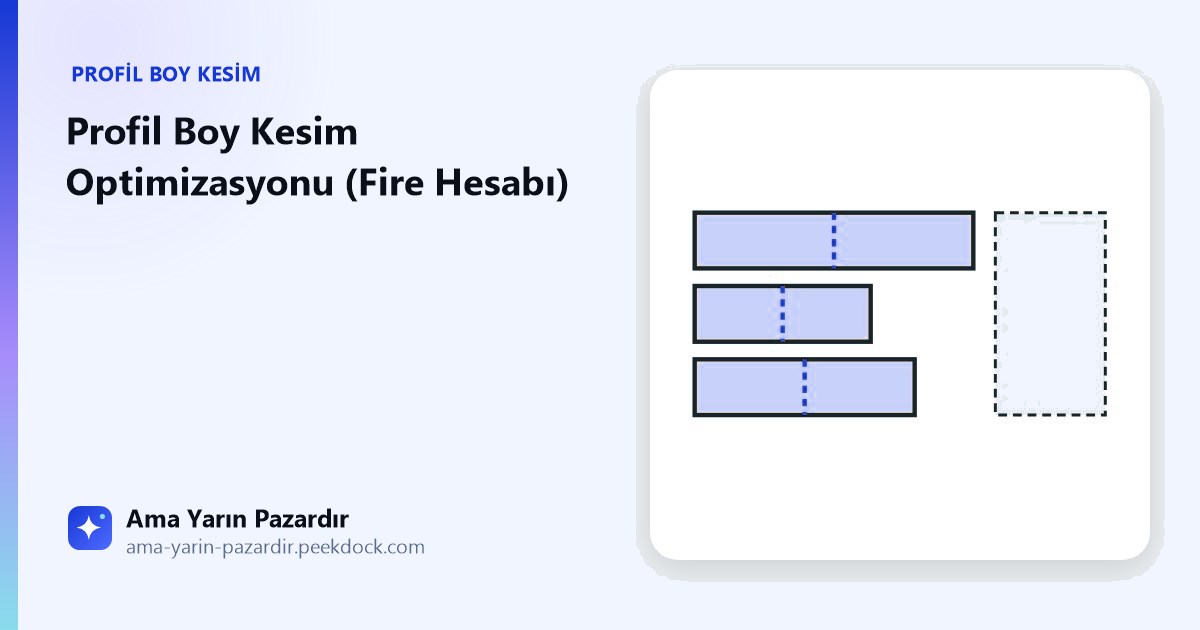 PROFİL BOY KESİM
Profil Boy Kesim
Optimizasyonu (Fire Hesabı)
Ama Yarın Pazardır
ama-yarin-pazardir.peekdock.com